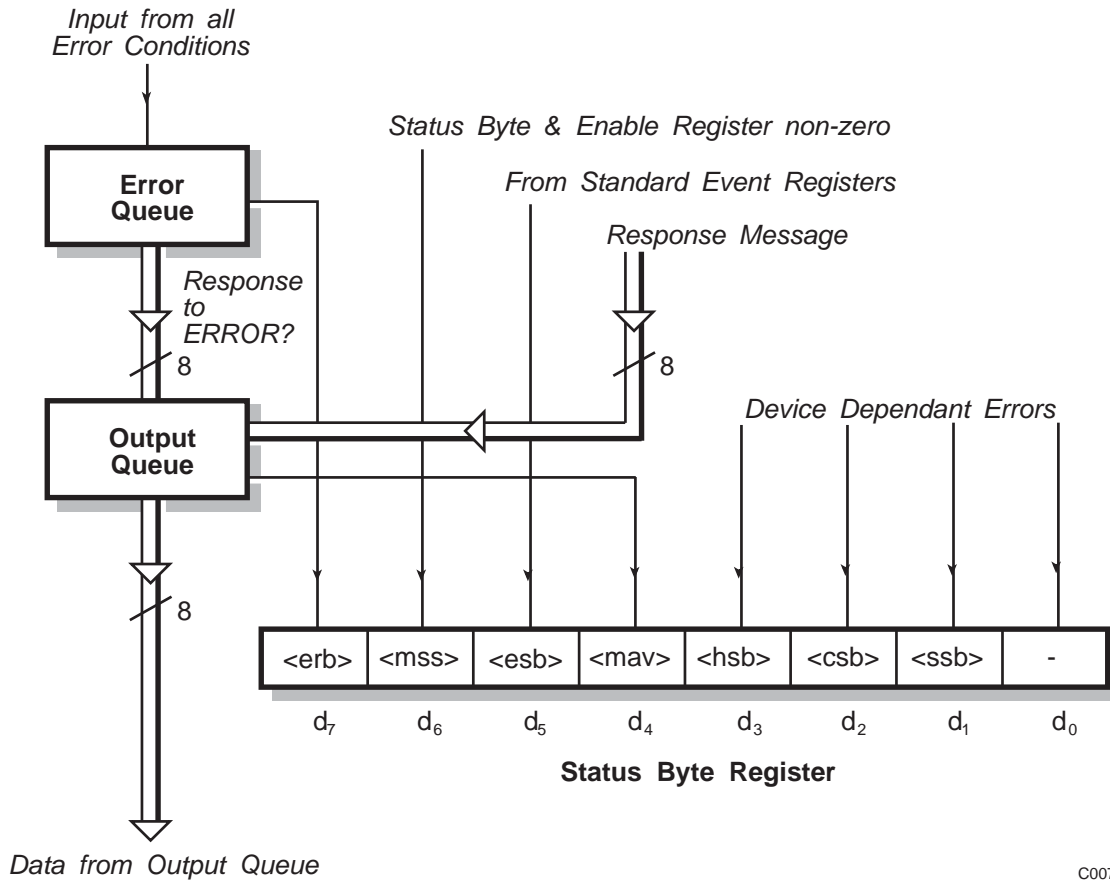 Input from all
Error Conditions
Status Byte & Enable Register non-zero
Error
Queue
From Standard Event Registers
Response Message
Response
to
ERROR?
8
8
Device Dependant Errors
Output
Queue
8
<erb> <mss> <esb> <mav> <hsb> <csb> <ssb> -
d7 d6 d5 d4 d3 d2 d1 d0
Status Byte Register
Data from Output Queue
C007